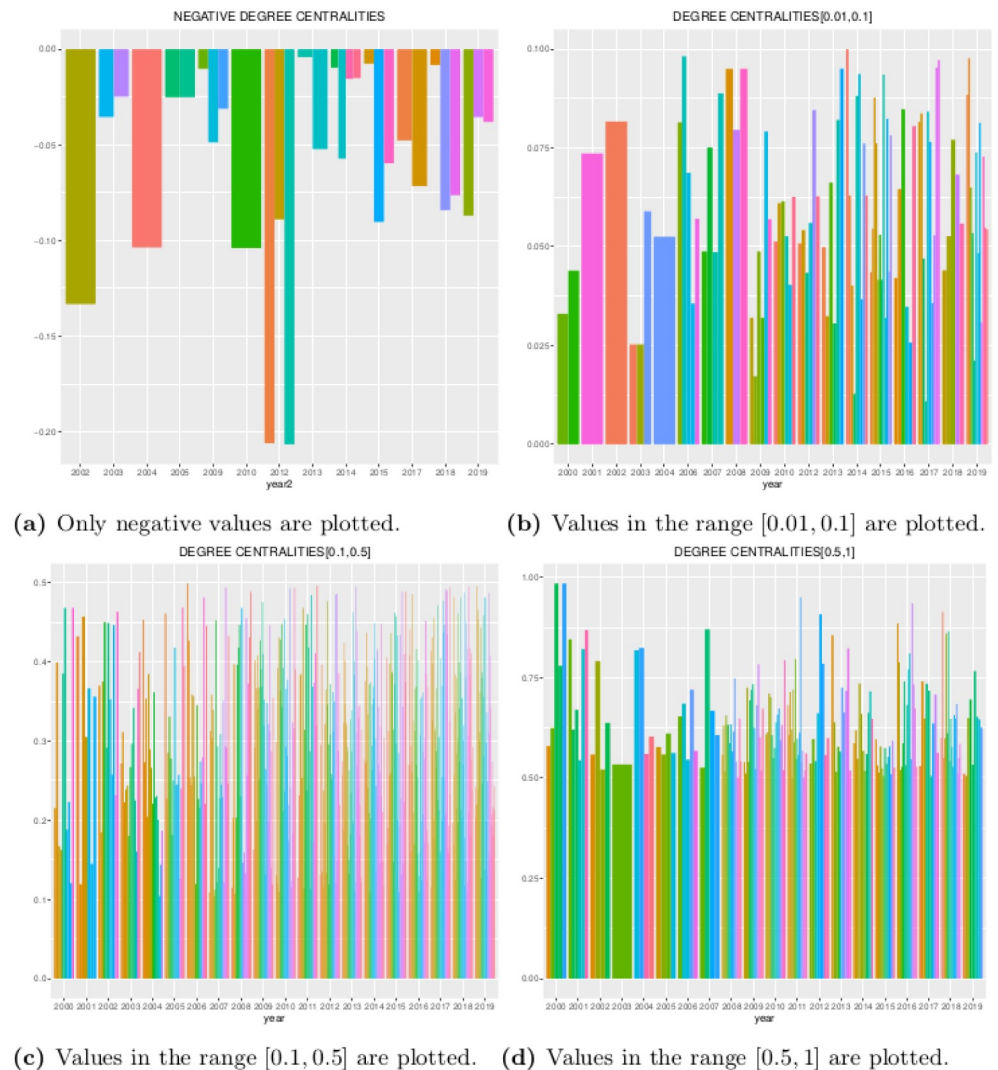 NEGATIVE DEGREE CENTRALITIES
0.00
−0.05
−0.10
−0.15
−0.20
2002 2003 2004 2005 2009 2010 2012 2013 2014 2015 2017 2018 2019
year2
(a) Only negative values are plotted.
DEGREE CENTRALITIES[0.01,0.1]
0.100
0.075
0.050
0.025
0.000
2000 2001 2002 2003 2004 2006 2007 2008 2009 2010 2012 2013 2014 2015 2016 2017 2018 2019
year
(b) Values in the range [0.01, 0.1] are plotted.
DEGREE CENTRALITIES[0.1,0.5]
0.5
0.4
0.3
0.2
0.1
0.0
2000 2001 2002 2003 2004 2005 2006 2007 2008 2009 2010 2011 2012 2013 2014 2015 2016 2017 2018 2019
year
(c) Values in the range [0.1, 0.5] are plotted.
DEGREE CENTRALITIES[0.5,1]
1.00
0.75
0.50
0.25
0.00
2000 2001 2002 2003 2004 2005 2006 2007 2008 2009 2010 2011 2012 2013 2014 2015 2016 2017 2018 2019
year
(d) Values in the range [0.5, 1] are plotted.